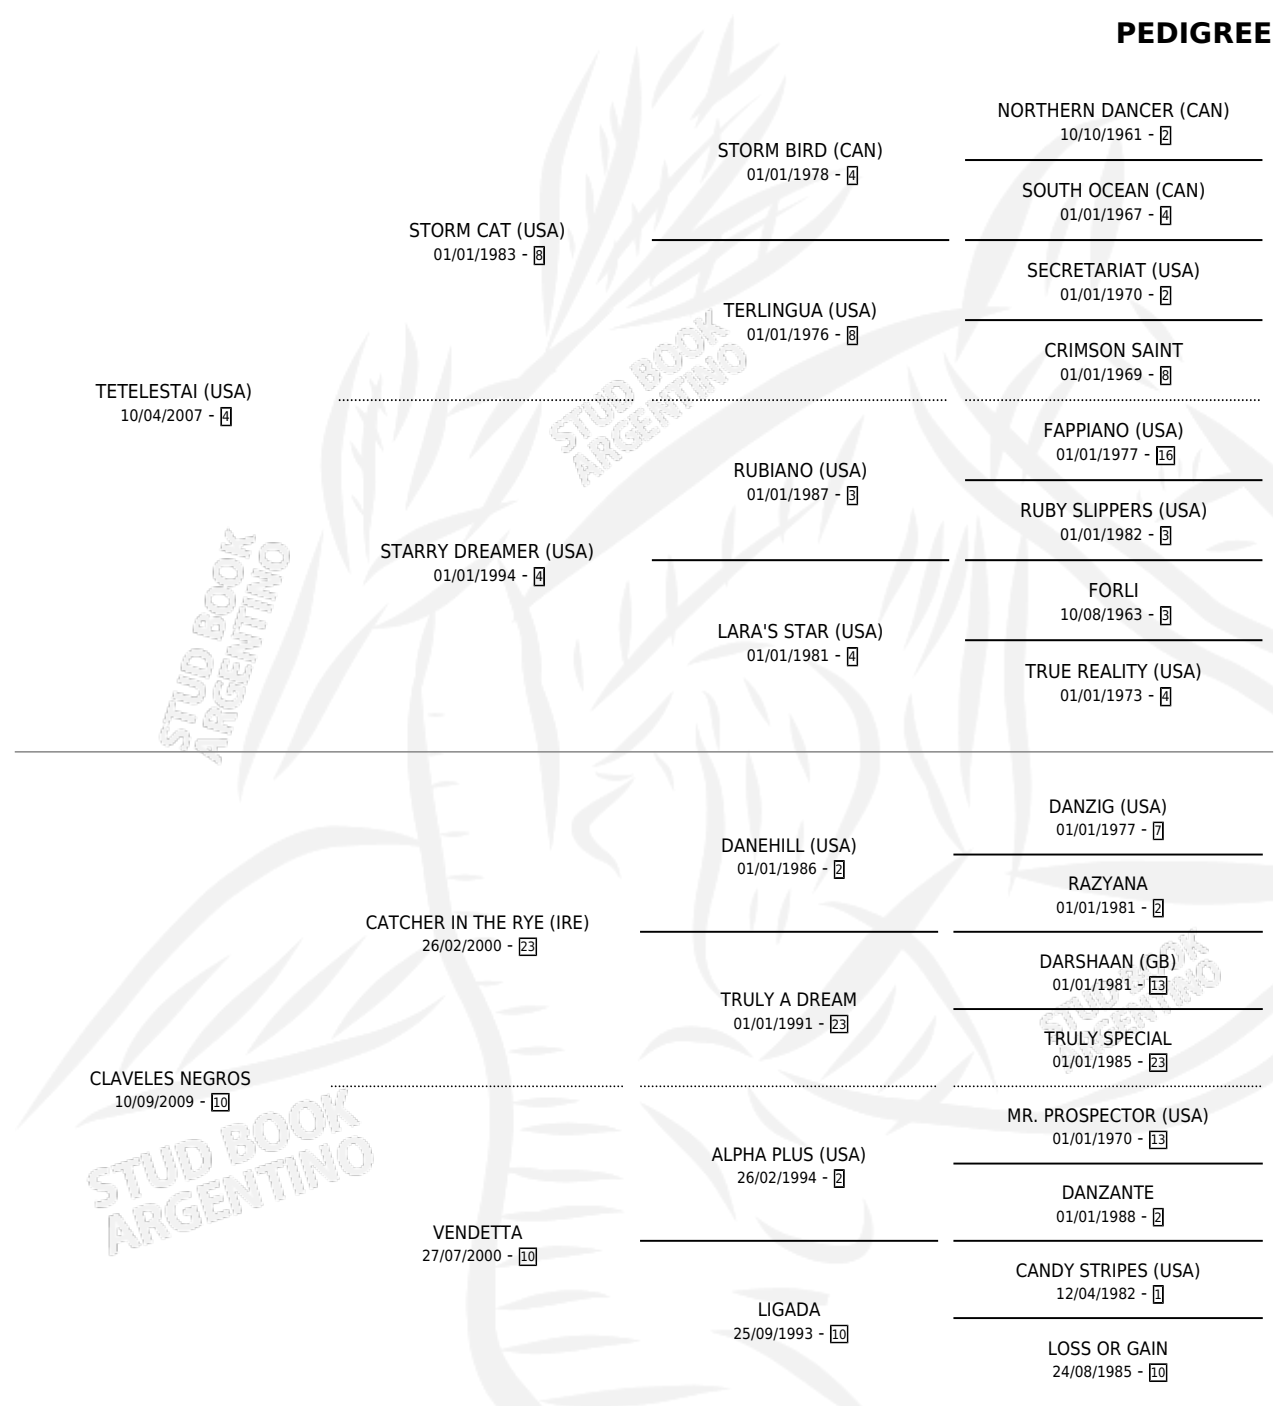 PEDIGREE
NORTHERN DANCER (CAN)
10/10/1961 - 2
STORM BIRD (CAN)
01/01/1978 - 4
SOUTH OCEAN (CAN)
01/01/1967 - 4
STORM CAT (USA)
01/01/1983 - 8
SECRETARIAT (USA)
01/01/1970 - 2
TERLINGUA (USA)
01/01/1976 - 8
CRIMSON SAINT
01/01/1969 - 8
TETELESTAI (USA)
10/04/2007 - 4
FAPPIANO (USA)
01/01/1977 - 16
RUBIANO (USA)
01/01/1987 - 3
RUBY SLIPPERS (USA)
01/01/1982 - 3
STARRY DREAMER (USA)
01/01/1994 - 4
FORLI
10/08/1963 - 3
LARA'S STAR (USA)
01/01/1981 - 4
TRUE REALITY (USA)
01/01/1973 - 4
DANZIG (USA)
01/01/1977 - 7
DANEHILL (USA)
01/01/1986 - 2
RAZYANA
01/01/1981 - 2
CATCHER IN THE RYE (IRE)
26/02/2000 - 23
DARSHAAN (GB)
01/01/1981 - 13
TRULY A DREAM
01/01/1991 - 23
TRULY SPECIAL
01/01/1985 - 23
CLAVELES NEGROS
10/09/2009 - 10
MR. PROSPECTOR (USA)
01/01/1970 - 13
ALPHA PLUS (USA)
26/02/1994 - 2
DANZANTE
01/01/1988 - 2
VENDETTA
27/07/2000 - 10
CANDY STRIPES (USA)
12/04/1982 - 1
LIGADA
25/09/1993 - 10
LOSS OR GAIN
24/08/1985 - 10
STUD BOOK
ARGENTINO
STUD BOOK
ARGENTINO
STUD BOOK
ARGENTINO
STUD BOOK
ARGENTINO